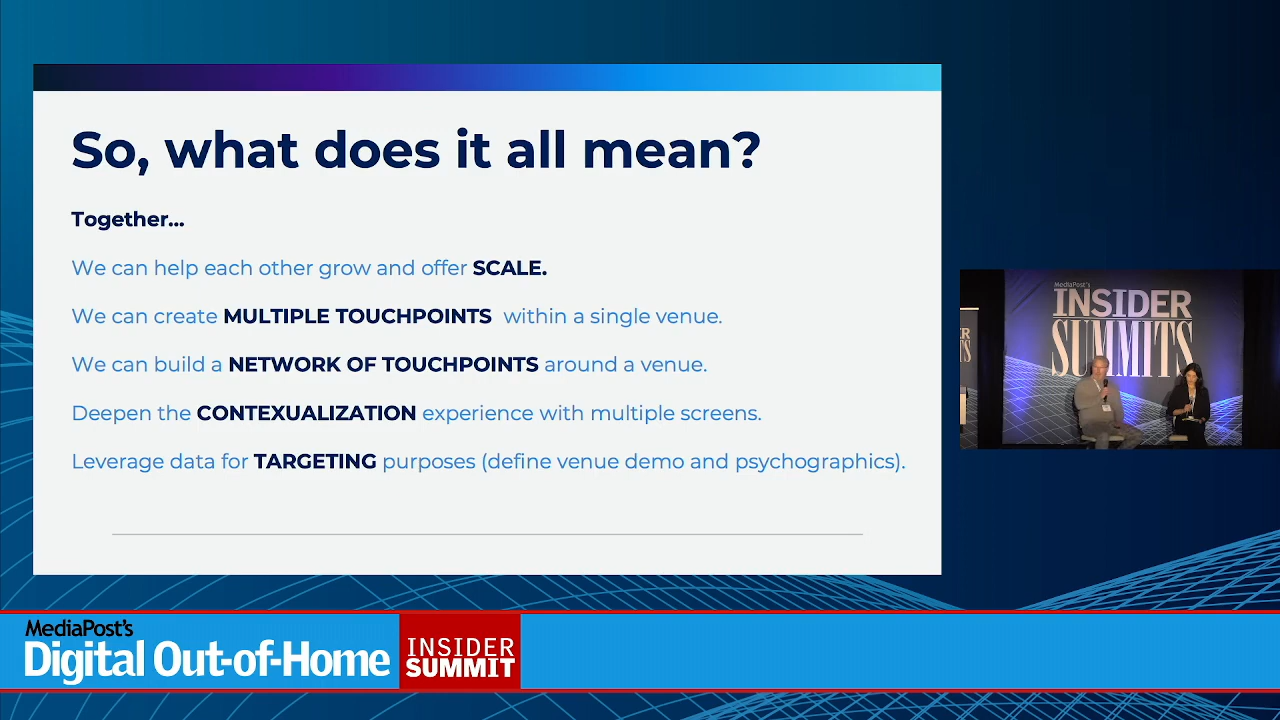 So, what does it all mean?
Together...
We can help each other grow and offer SCALE.
We can create MULTIPLE TOUCHPOINTS within a single venue.
We can build a NETWORK OF TOUCHPOINTS around a venue.
Deepen the CONTEXUALIZATION experience with multiple screens.
Leverage data for TARGETING purposes (define venue demo and psychographics).
MediaPost's
INSIDER
SUMMITS
MediaPost's
Digital Out-of-Home
INSIDER
SUMMIT